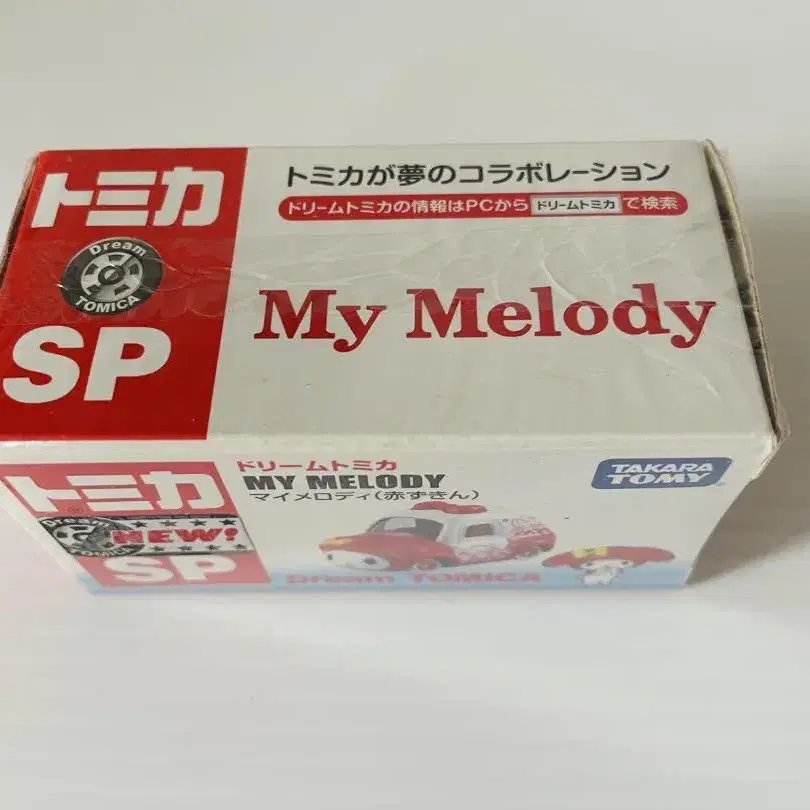 トミカ
Dream
TOMICA
SP
トミカが夢のコラボレーション
ドリームトミカの情報はPCから ドリームトミカ で検索
My Melody
トミカ
Dream
TOMICA
NEW!
SP
ドリームトミカ
MY MELODY
マイメロディ(赤ずきん)
TAKARA
TOMY
Dream TOMICA